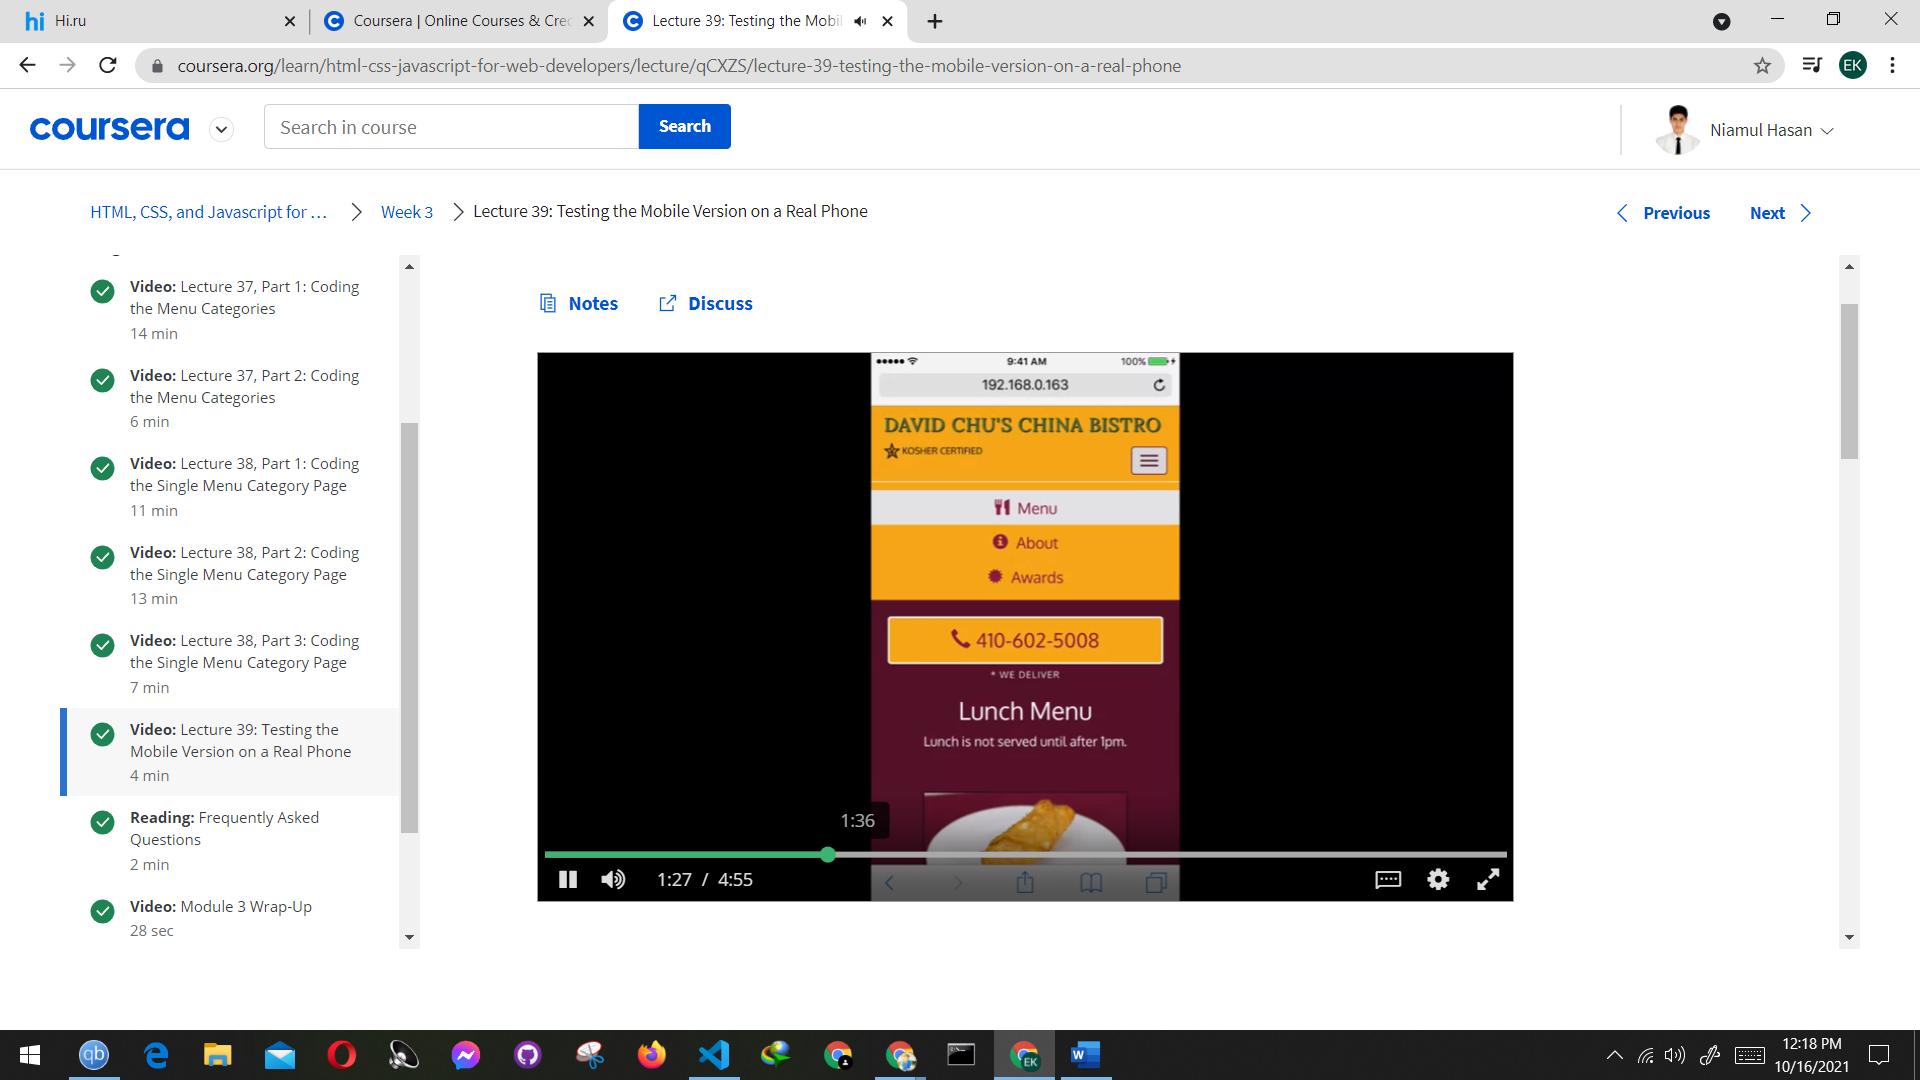 Hi.ru
Coursera | Online Courses & Cre
Lecture 39: Testing the Mobil
coursera.org/learn/html-css-javascript-for-web-developers/lecture/qCXZS/lecture-39-testing-the-mobile-version-on-a-real-phone
EK
coursera
Search in course
Search
Niamul Hasan
HTML, CSS, and Javascript for ...
Week 3
Lecture 39: Testing the Mobile Version on a Real Phone
Previous
Next
Video: Lecture 37, Part 1: Coding
the Menu Categories
14 min
Video: Lecture 37, Part 2: Coding
the Menu Categories
6 min
Video: Lecture 38, Part 1: Coding
the Single Menu Category Page
11 min
Video: Lecture 38, Part 2: Coding
the Single Menu Category Page
13 min
Video: Lecture 38, Part 3: Coding
the Single Menu Category Page
7 min
Video: Lecture 39: Testing the
Mobile Version on a Real Phone
4 min
Reading: Frequently Asked
Questions
2 min
Video: Module 3 Wrap-Up
28 sec
Notes
Discuss
9:41 AM
100%
192.168.0.163
DAVID CHU'S CHINA BISTRO
KOSHER CERTIFIED
Menu
About
Awards
410-602-5008
* WE DELIVER
Lunch Menu
Lunch is not served until after 1pm.
1:36
1:27 / 4:55
12:18 PM
10/16/2021